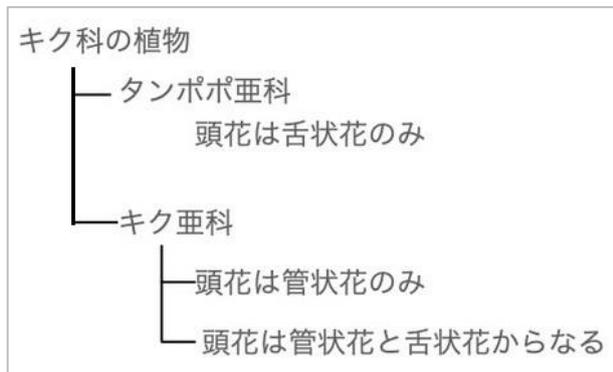 キク科の植物
タンポポ亜科
頭花は舌状花のみ
キク亜科
頭花は管状花のみ
頭花は管状花と舌状花からなる